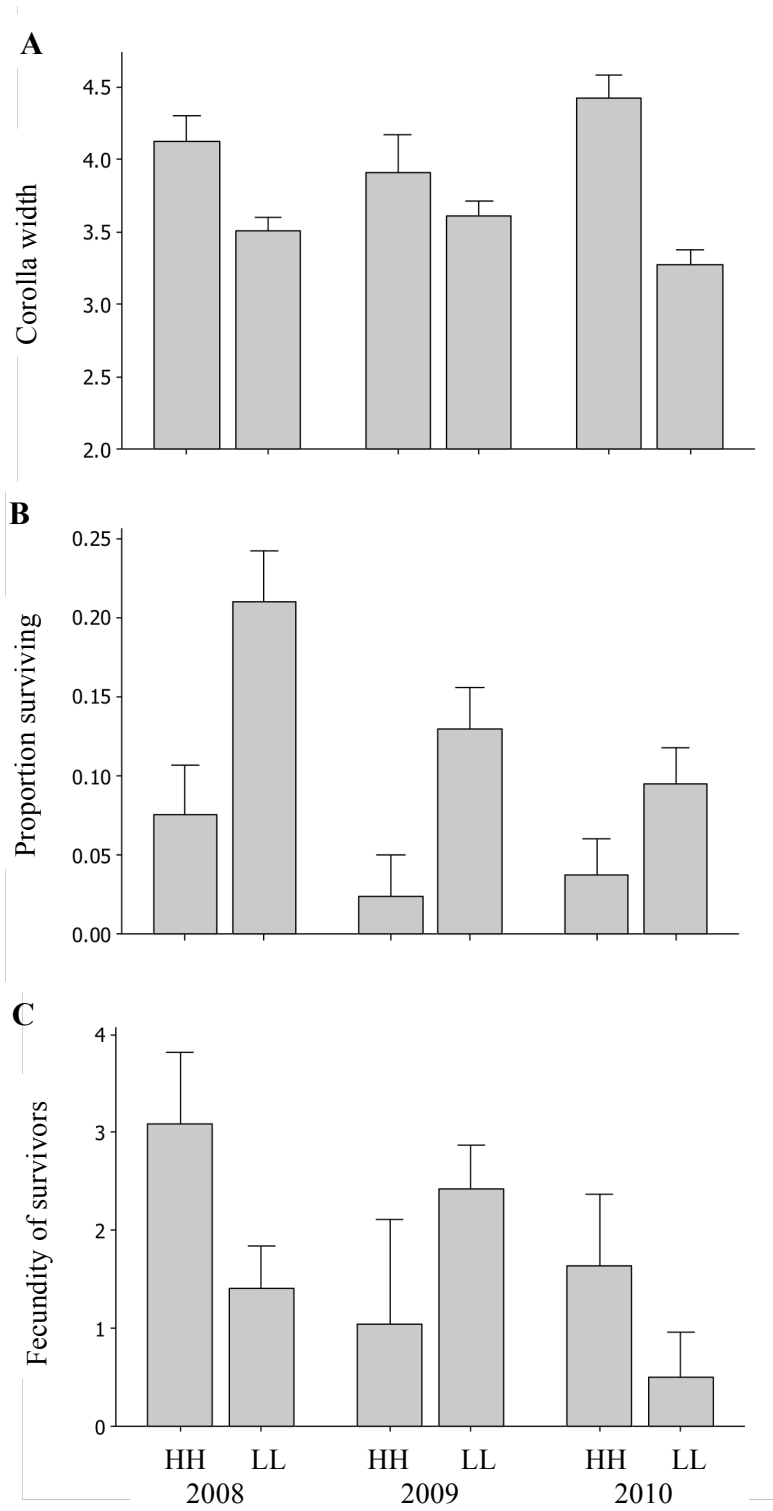 A
4.5
4.0
3.5
3.0
2.5
2.0
Corolla width
B
0.25
0.20
0.15
0.10
0.05
0.00
Proportion surviving
C
4
3
2
1
0
Fecundity of survivors
HH LL HH LL HH LL
2008 2009 2010